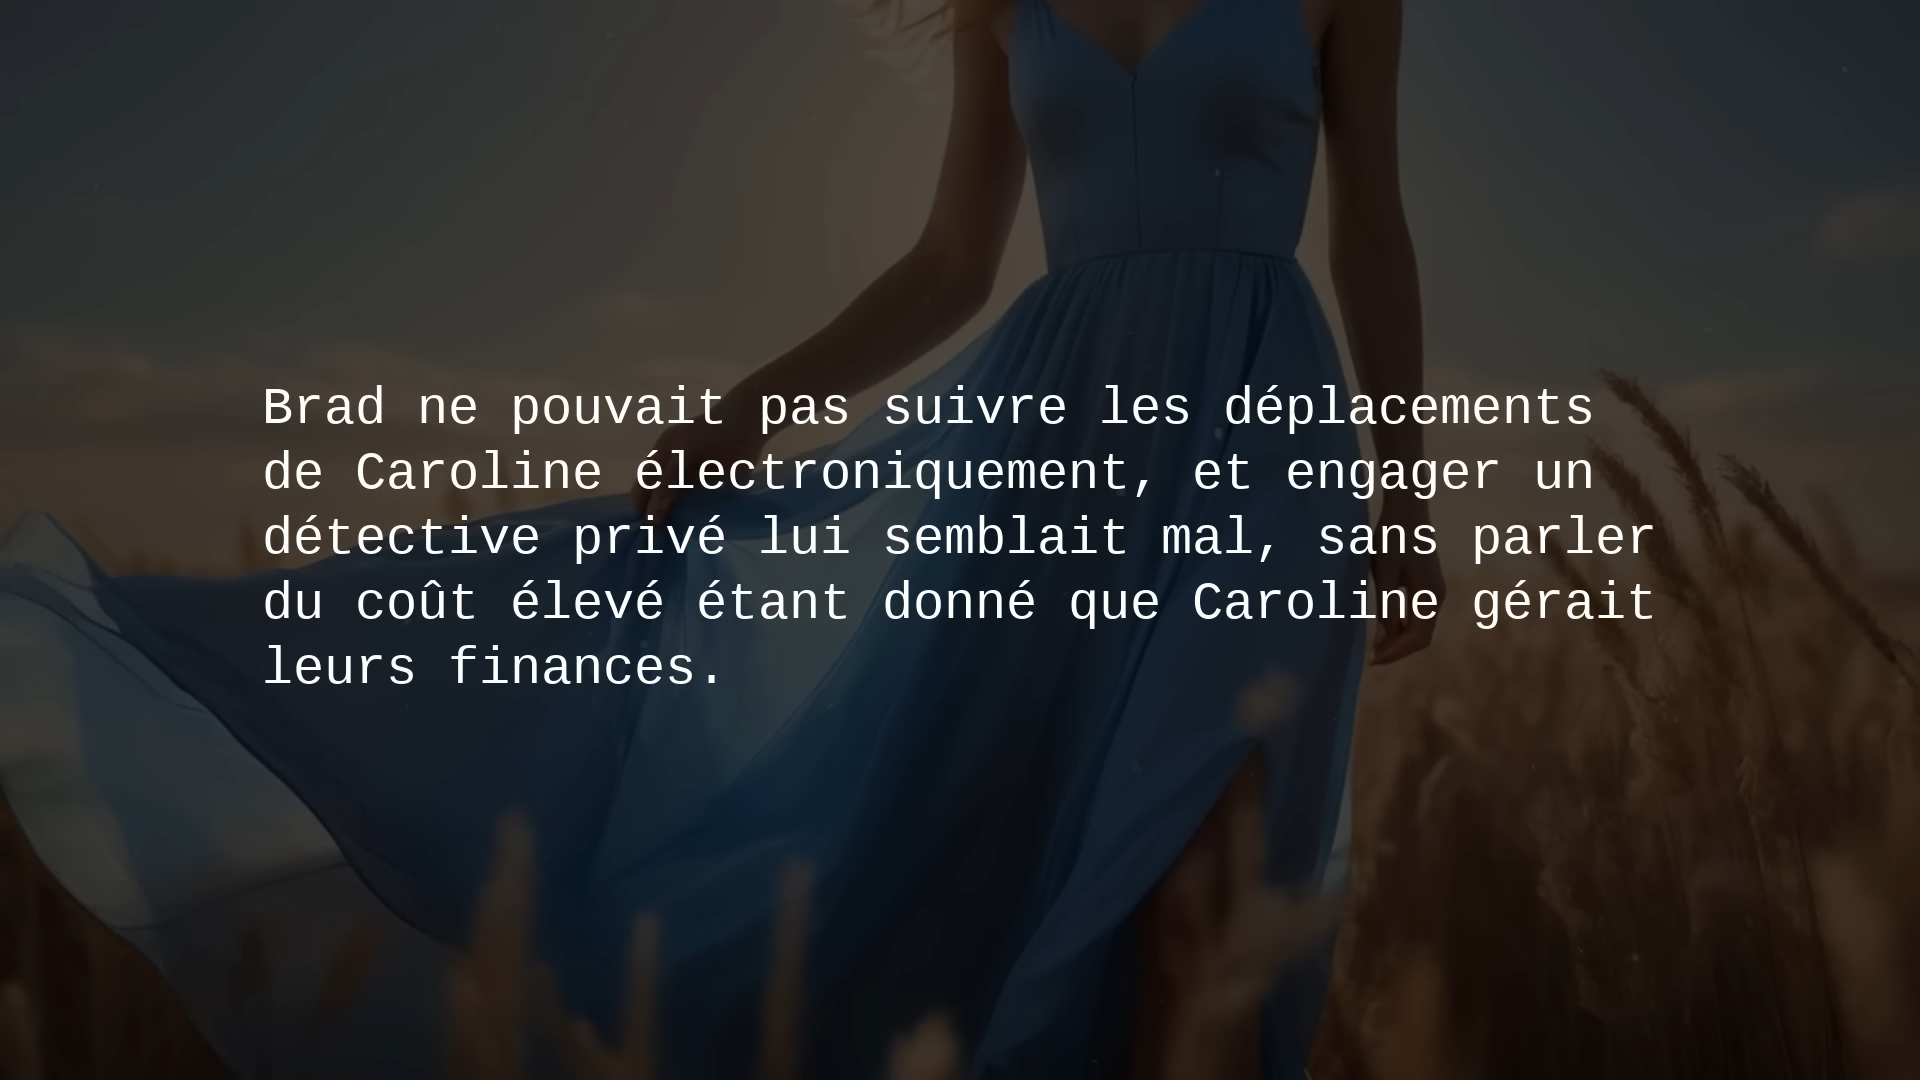 Brad ne pouvait pas suivre les déplacements
de Caroline électroniquement, et engager un
détective privé lui semblait mal, sans parler
du coût élevé étant donné que Caroline gérait
leurs finances.